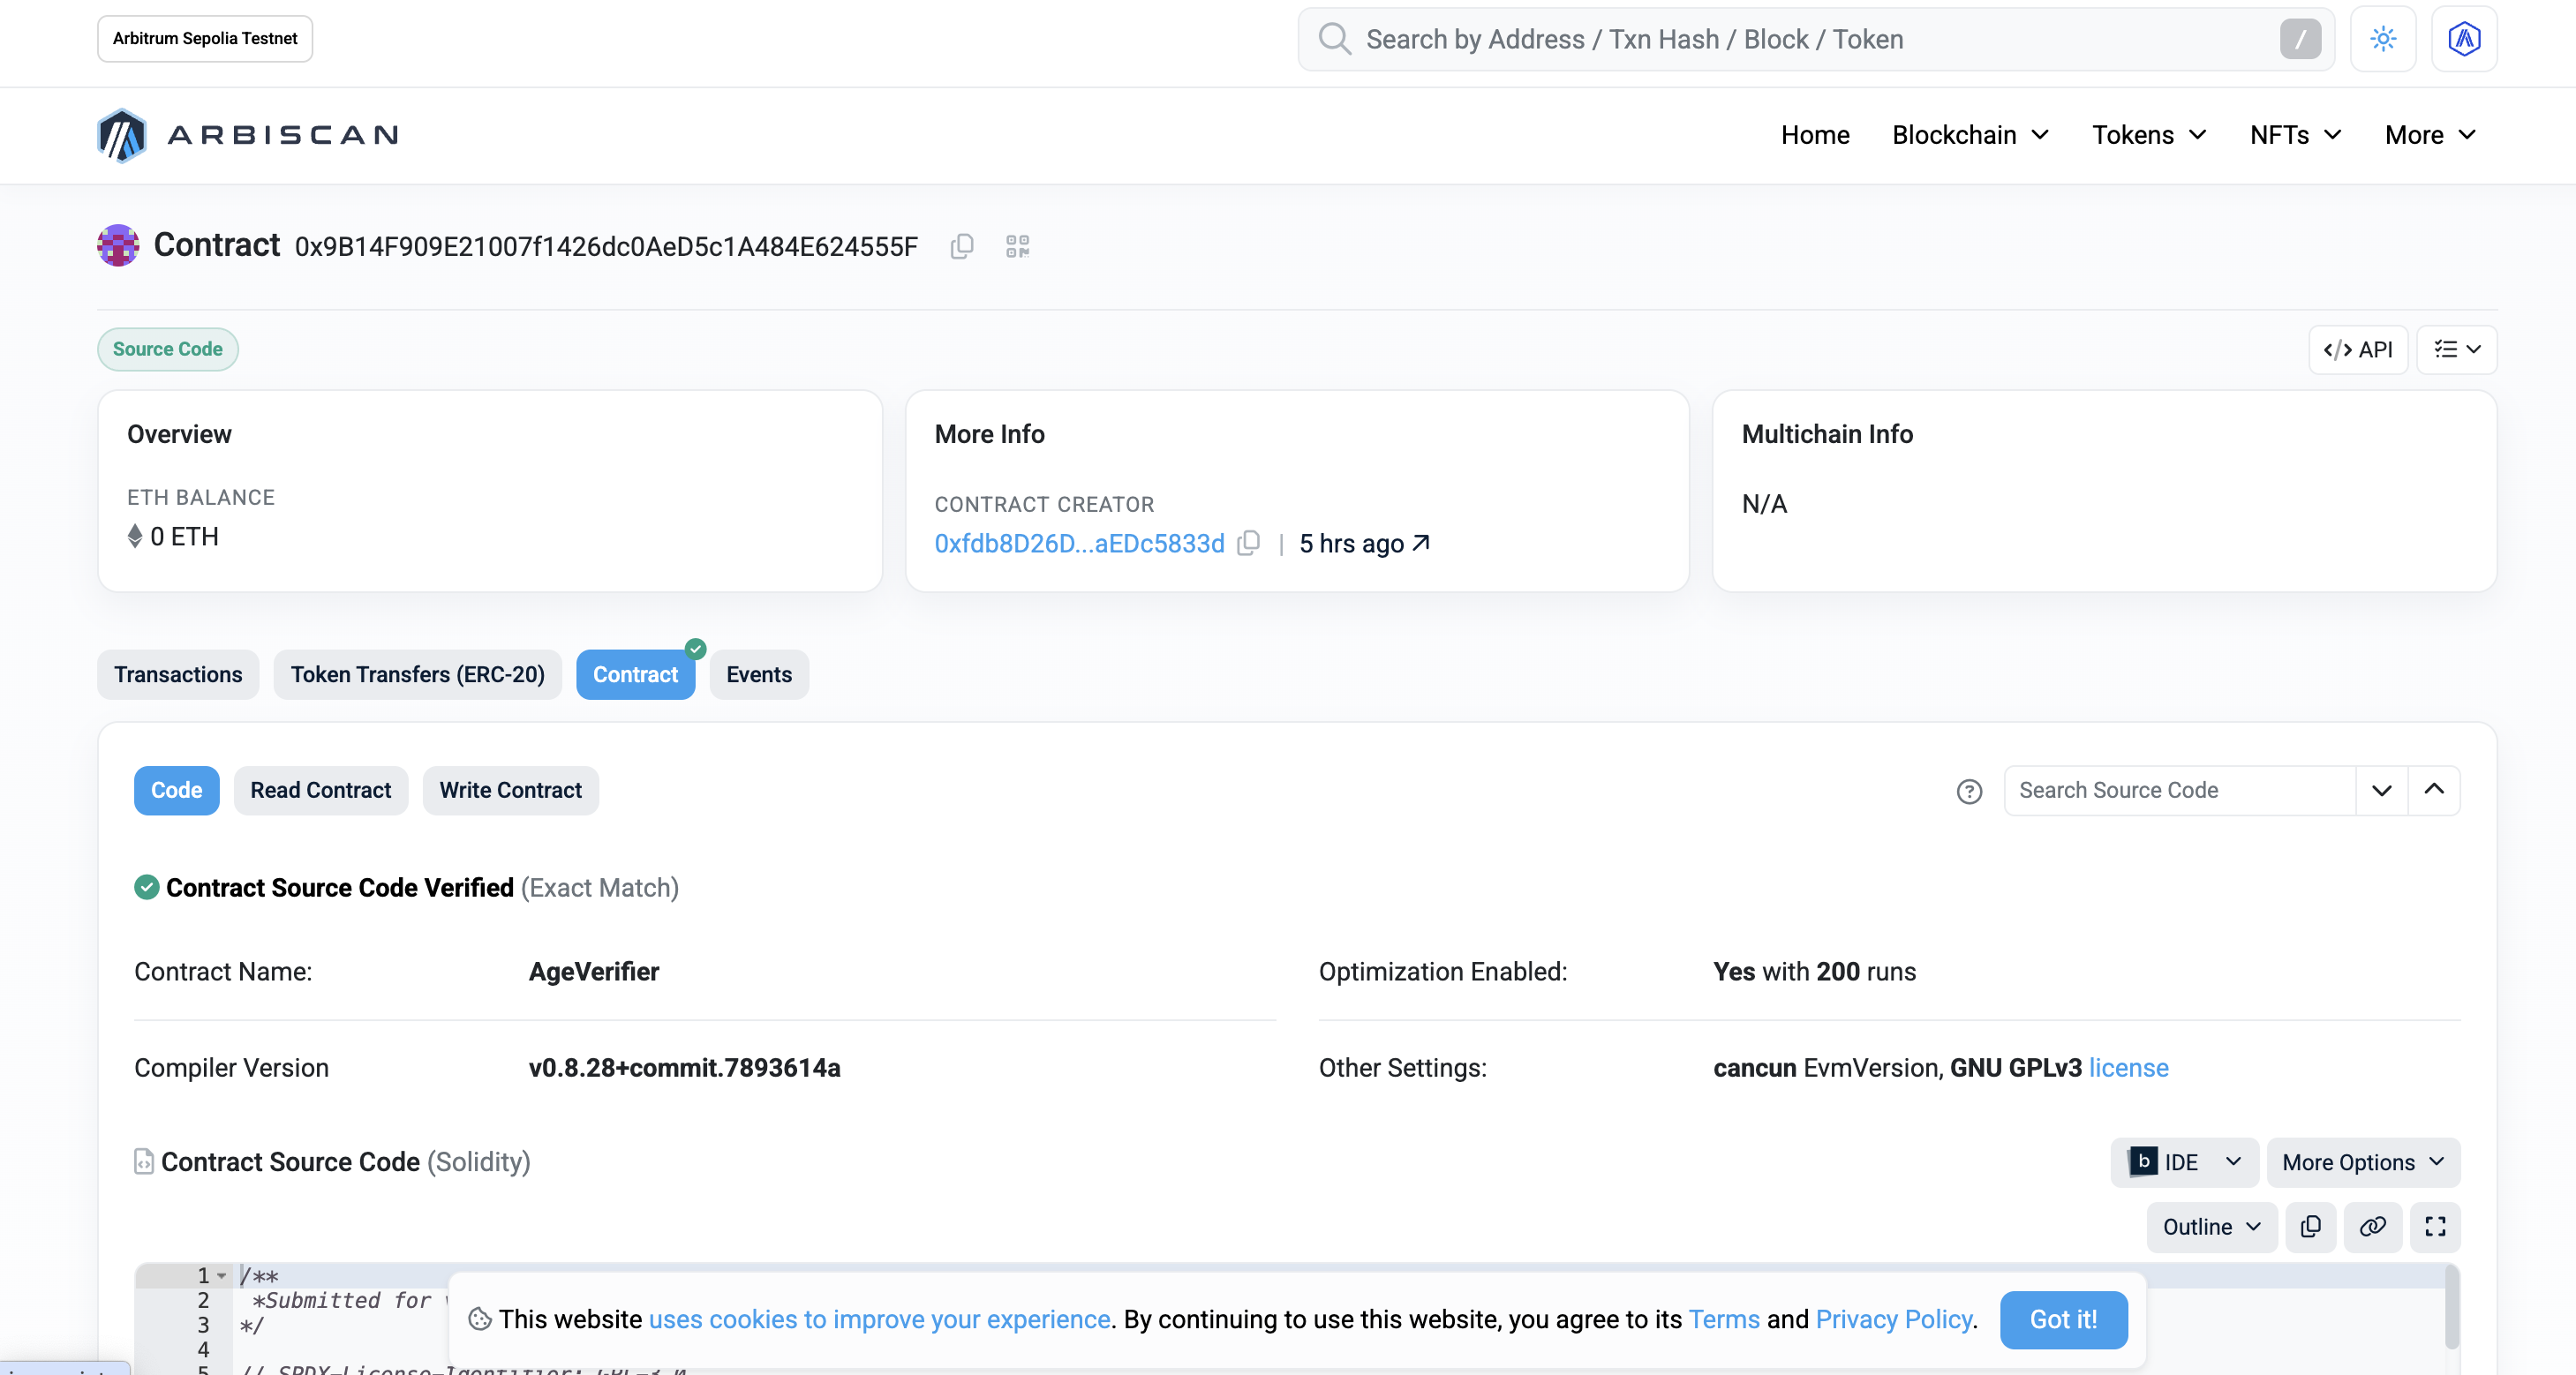 Arbitrum Sepolia Testnet
Search by Address / Txn Hash / Block / Token /
ARBISCAN
Home Blockchain Tokens NFTs More
Contract 0x9B14F909E21007f1426dc0AeD5c1A484E624555F
Source Code
</> API
Overview
ETH BALANCE
0 ETH
More Info
CONTRACT CREATOR
0xfdb8D26D...aEDc5833d | 5 hrs ago
Multichain Info
N/A
Transactions Token Transfers (ERC-20) Contract Events
Code Read Contract Write Contract
Search Source Code
Contract Source Code Verified (Exact Match)
Contract Name: AgeVerifier
Optimization Enabled: Yes with 200 runs
Compiler Version v0.8.28+commit.7893614a
Other Settings: cancun EvmVersion, GNU GPLv3 license
Contract Source Code (Solidity)
b IDE More Options
Outline
1 /**
2 *Submitted for
3 */
4
5 // SPDX-License-Identifier: GPL-3.0
This website uses cookies to improve your experience. By continuing to use this website, you agree to its Terms and Privacy Policy. Got it!